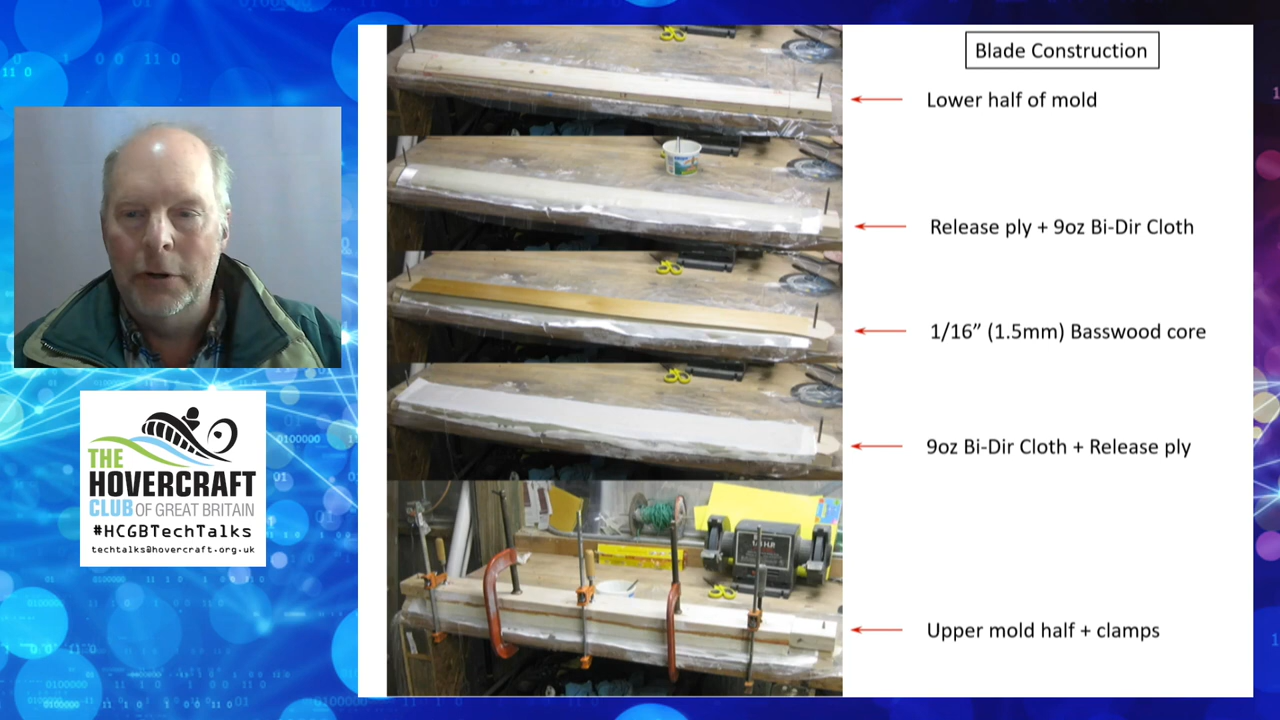 Blade Construction
Lower half of mold
Release ply + 9oz Bi-Dir Cloth
1/16” (1.5mm) Basswood core
9oz Bi-Dir Cloth + Release ply
Upper mold half + clamps
THE
HOVERCRAFT
CLUB OF GREAT BRITAIN
#HCGBTechTalks
techtalks@hovercraft.org.uk